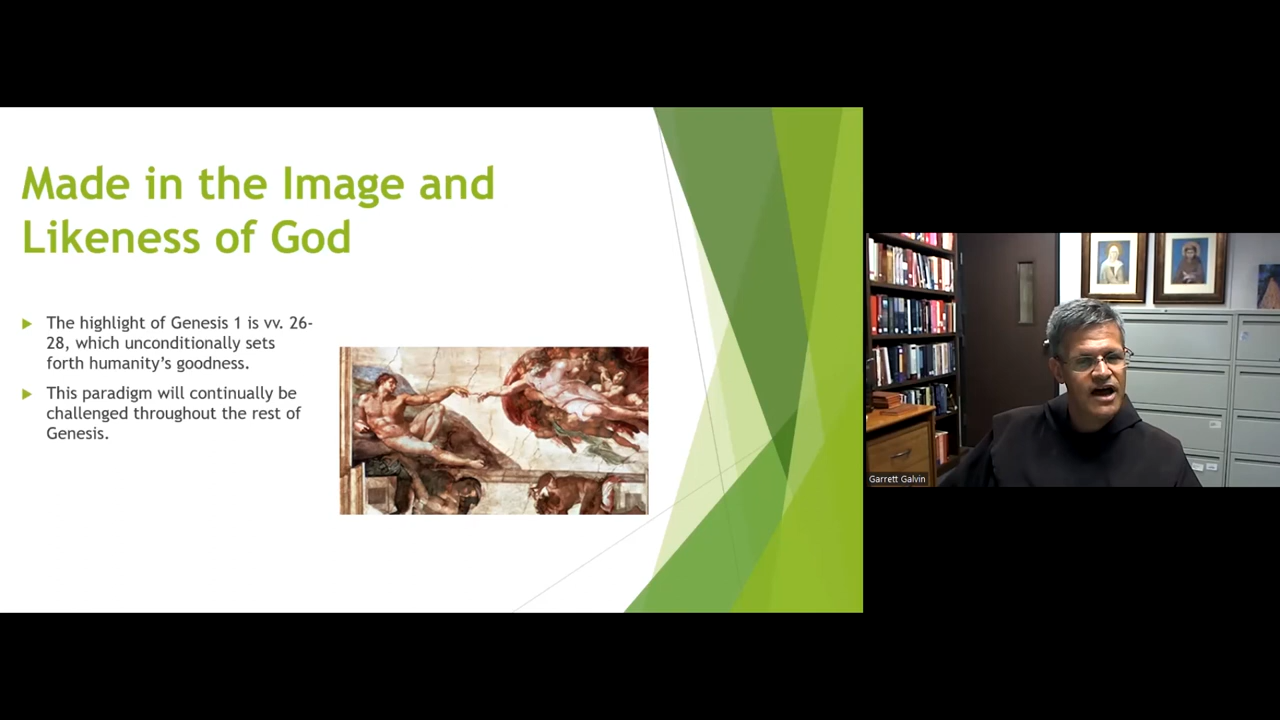 Made in the Image and
Likeness of God
The highlight of Genesis 1 is vv. 26-
28, which unconditionally sets
forth humanity’s goodness.
This paradigm will continually be
challenged throughout the rest of
Genesis.
Garrett Galvin